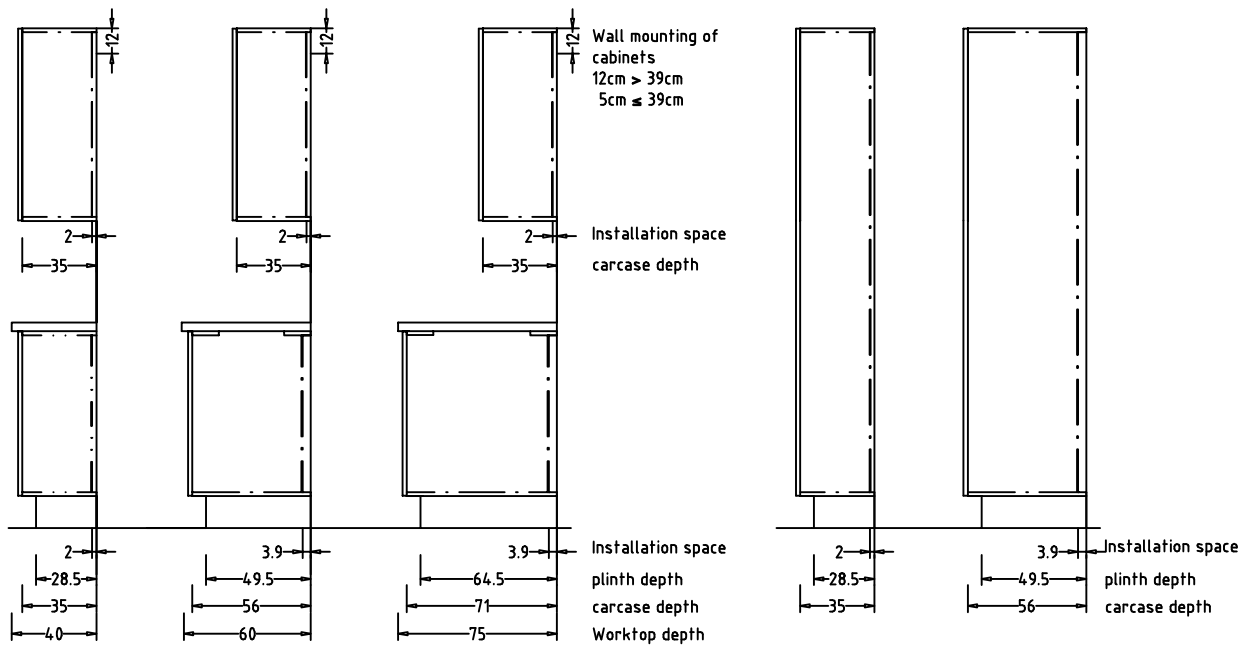 12
12
12
Wall mounting of
cabinets
12cm > 39cm
5cm ≤ 39cm
2
2
2
Installation space
35
35
35
carcase depth
2
3.9
3.9
Installation space
28.5
49.5
64.5
plinth depth
35
56
71
carcase depth
40
60
75
Worktop depth
2
3.9
Installation space
28.5
49.5
plinth depth
35
56
carcase depth